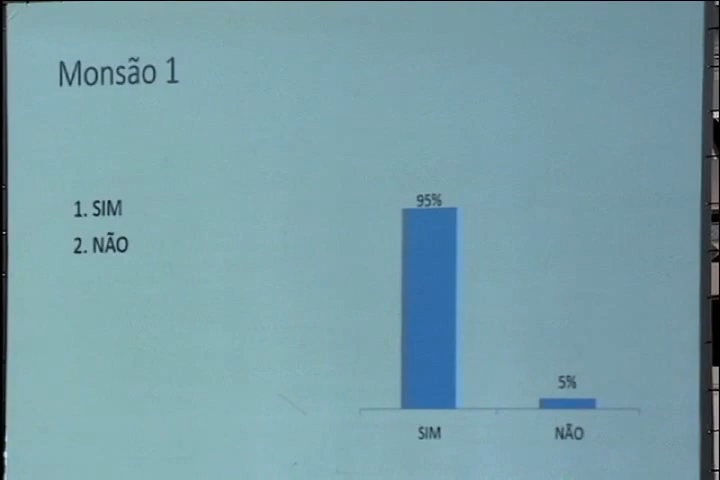 Monsão 1
1. SIM
2. NÃO
95%
5%
SIM
NÃO